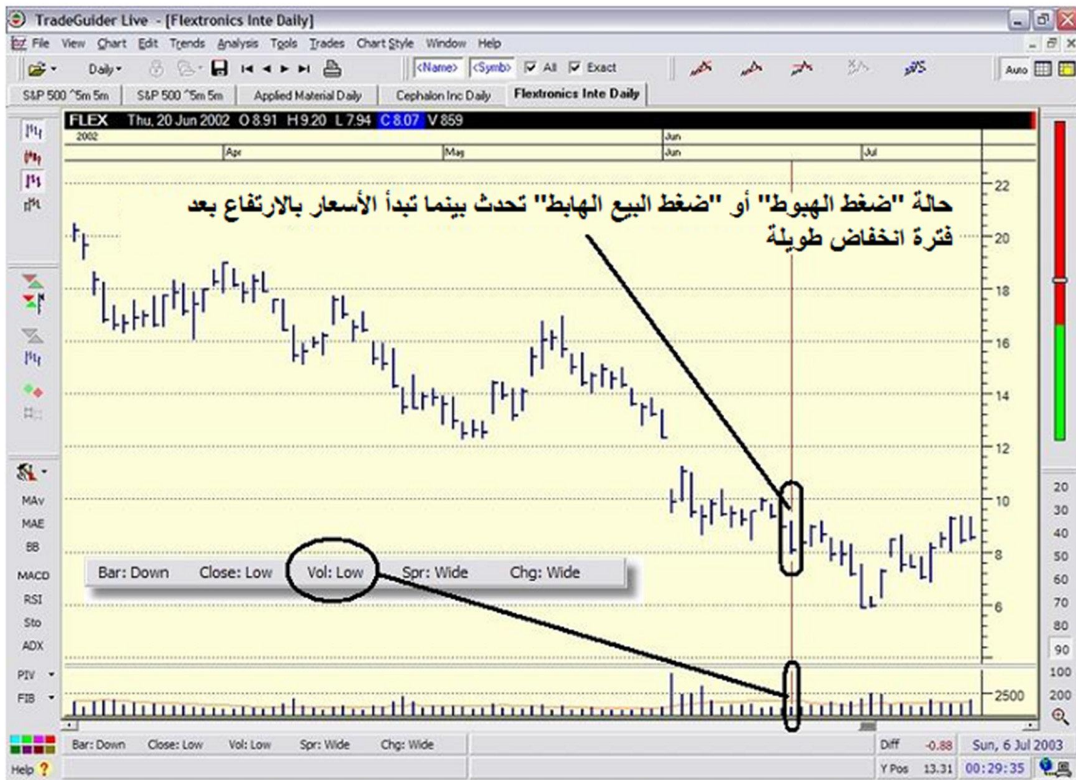 TradeGuider Live - [Flextronics Inte Daily]
File View Chart Edit Trends Analysis Tools Trades Chart Style Window Help
Daily <Name> <Symb> All Exact Auto
S&P 500 ^5m 5m S&P 500 ^5m 5m Applied Material Daily Cephalon Inc Daily Flextronics Inte Daily
FLEX Thu, 20 Jun 2002 O 8.91 H 9.20 L 7.94 C 8.07 V 859
2002 Jun
Apr May Jun Jul
22
حالة "ضغط الهبوط" أو "ضغط البيع الهابط" تحدث بينما تبدأ الأسعار بالارتفاع بعد
فترة انخفاض طويلة
20
18
16
14
12
10
8
6
Bar: Down Close: Low Vol: Low Spr: Wide Chg: Wide
2500
MAv
MAE
BB
MACD
RSI
Sto
ADX
PIV
FIB
20
30
40
50
60
70
80
90
100
200
Bar: Down Close: Low Vol: Low Spr: Wide Chg: Wide Diff -0.88 Sun, 6 Jul 2003
Help ? Y Pos 13.31 00:29:35